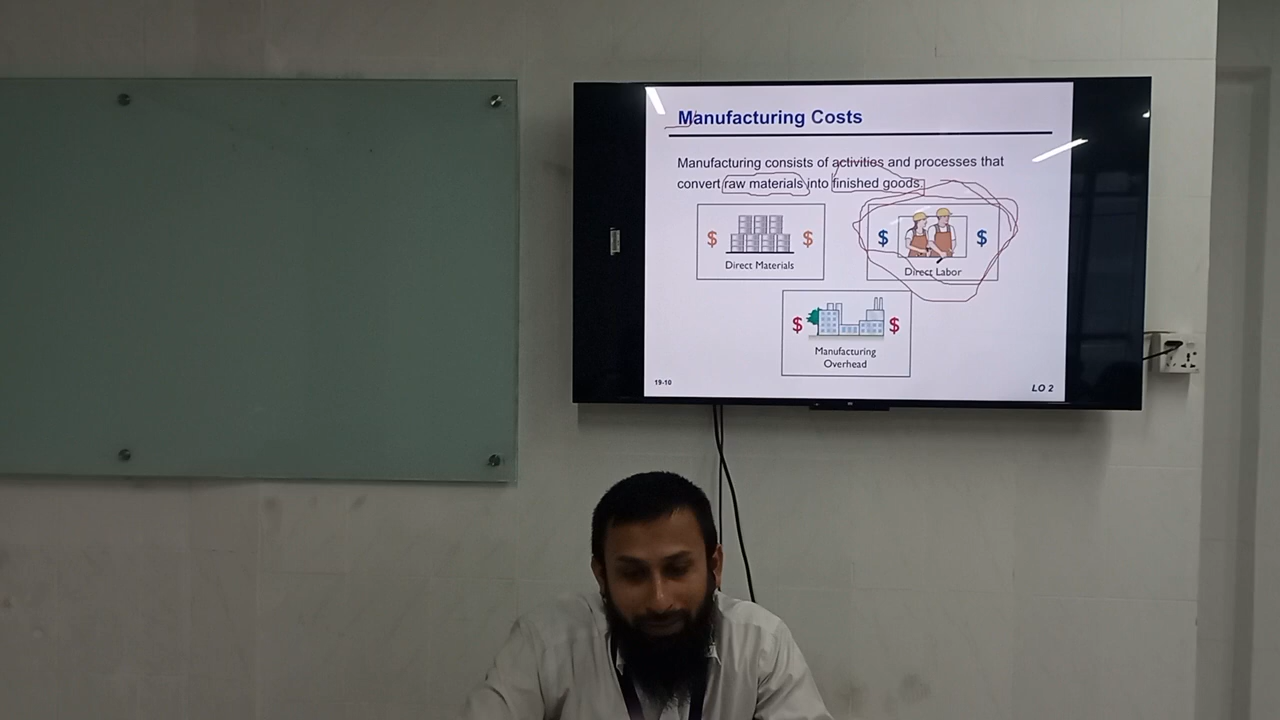 Manufacturing Costs
Manufacturing consists of activities and processes that
convert raw materials into finished goods.
$ $
Direct Materials
$ $
Direct Labor
$ $
Manufacturing
Overhead
19-10
LO 2